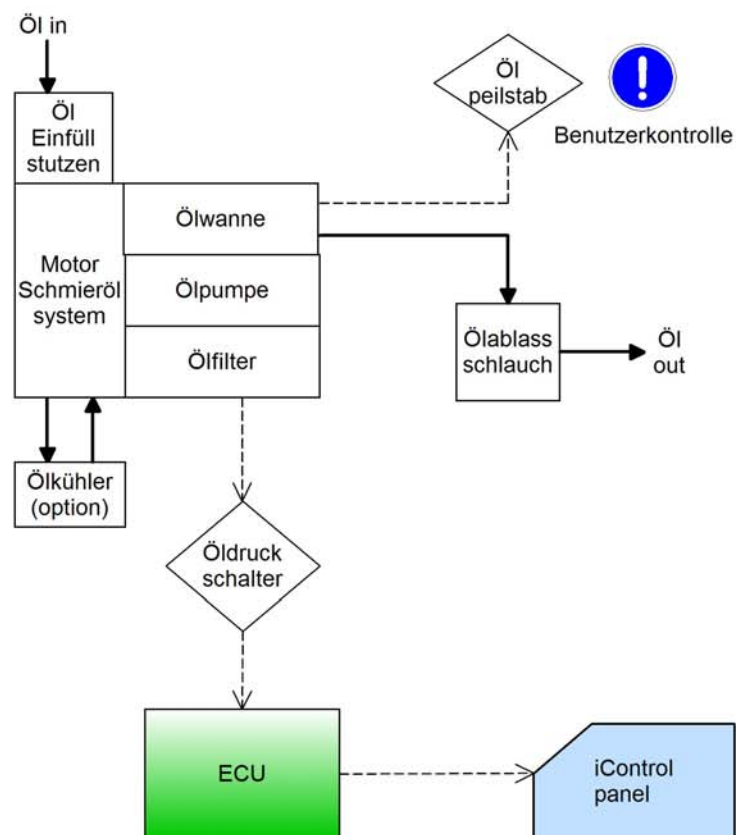 Öl in
Öl
Einfüll
stutzen
Öl
peilstab
!
Benutzerkontrolle
Ölwanne
Motor
Schmieröl
system
Ölpumpe
Ölfilter
Ölablass
schlauch
Öl
out
Ölkühler
(option)
Öldruck
schalter
ECU
iControl
panel